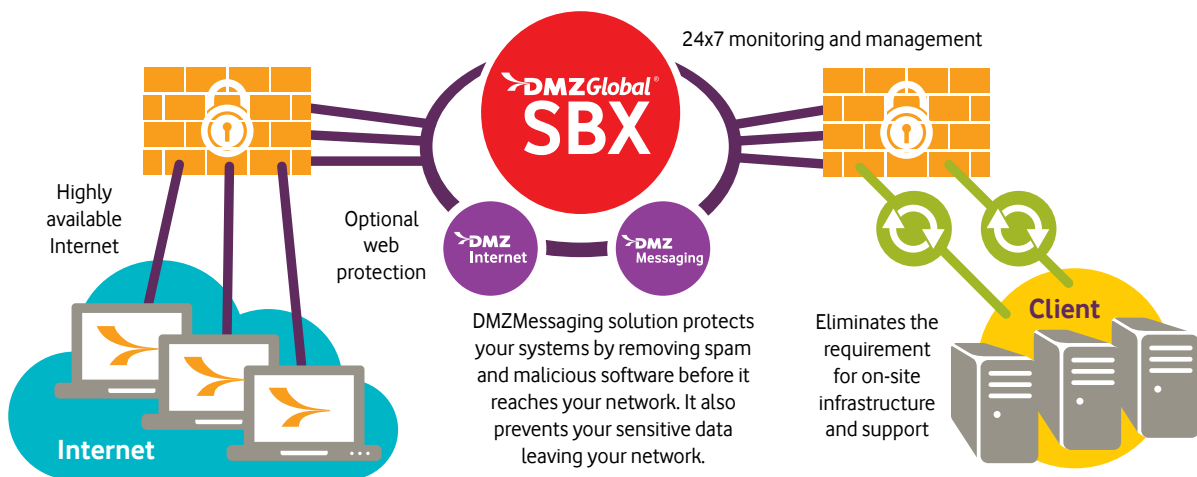 24x7 monitoring and management
DMZGlobal®
SBX
Highly
available
Internet
Optional
web
protection
DMZ
Internet
DMZ
Messaging
DMZMessaging solution protects
your systems by removing spam
and malicious software before it
reaches your network. It also
prevents your sensitive data
leaving your network.
Eliminates the
requirement
for on-site
infrastructure
and support
Client
Internet